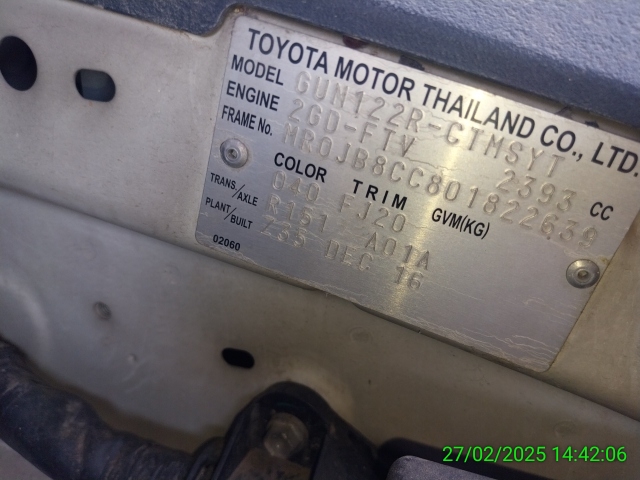 TOYOTA MOTOR THAILAND CO., LTD.
MODEL GUN122R-CTMSYT
ENGINE 2GD-FTV 2393 CC
FRAME No. MR0JB8CC801822639
COLOR TRIM GVM(KG)
040 FJ20
TRANS/AXLE R151 A01A
PLANT/BUILT /35 DEC 16
02060
27/02/2025 14:42:06